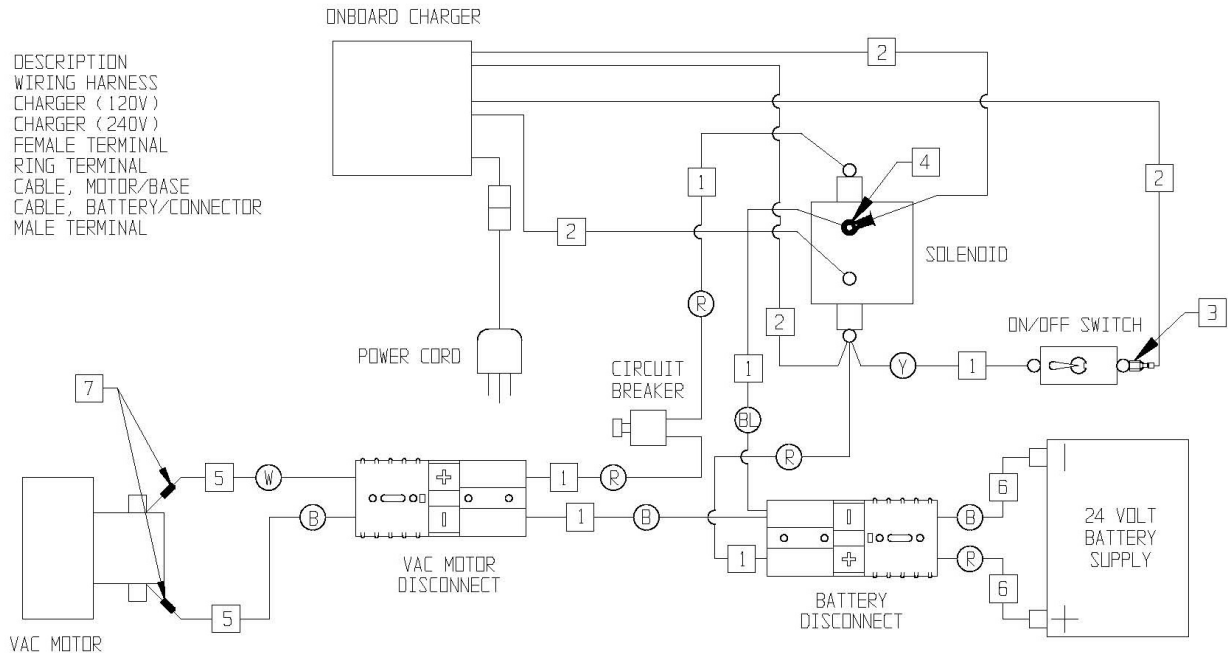 ONBOARD CHARGER
DESCRIPTION
WIRING HARNESS
CHARGER (120V)
CHARGER (240V)
FEMALE TERMINAL
RING TERMINAL
CABLE, MOTOR/BASE
CABLE, BATTERY/CONNECTOR
MALE TERMINAL
2
4
1
2
2
SOLENOID
R
2
ON/OFF SWITCH
3
POWER CORD
CIRCUIT
BREAKER
1
Y
1
7
BL
5
W
+
1
R
R
6
24 VOLT
BATTERY
SUPPLY
B
-
1
B
-
B
1
+
R
6
VAC MOTOR
DISCONNECT
BATTERY
DISCONNECT
5
+
VAC MOTOR